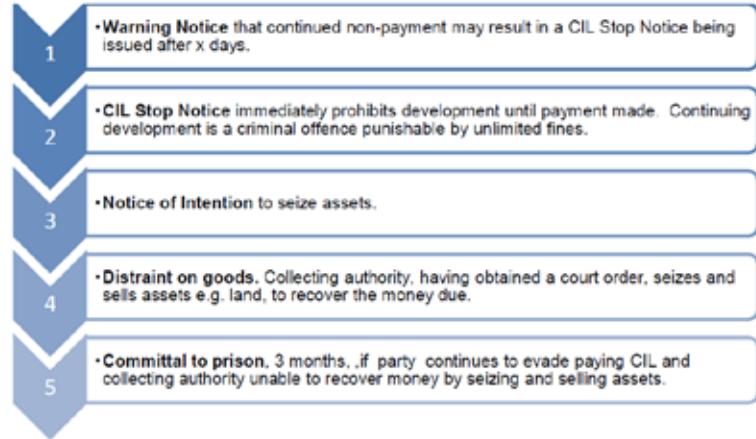 1
•Warning Notice that continued non-payment may result in a CIL Stop Notice being
issued after x days.
2
•CIL Stop Notice immediately prohibits development until payment made. Continuing
development is a criminal offence punishable by unlimited fines.
3
•Notice of Intention to seize assets.
4
•Distraint on goods. Collecting authority, having obtained a court order, seizes and
sells assets e.g. land, to recover the money due.
5
•Committal to prison, 3 months, ,if party continues to evade paying CIL and
collecting authority unable to recover money by seizing and selling assets.